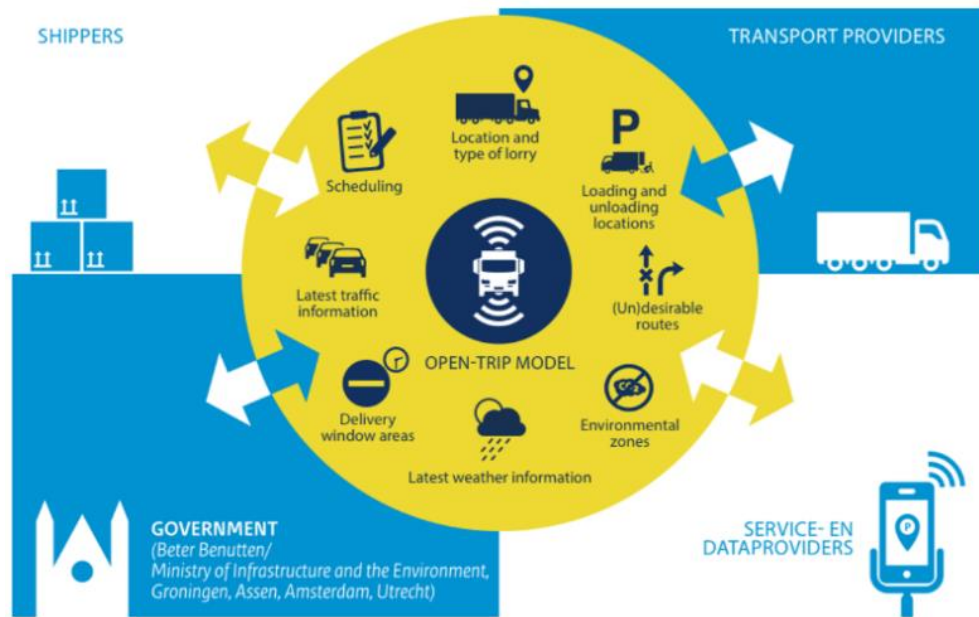 SHIPPERS
TRANSPORT PROVIDERS
Location and
type of lorry
Scheduling
P
Loading and
unloading
locations
Latest traffic
information
(Un)desirable
routes
OPEN-TRIP MODEL
Delivery
window areas
Environmental
zones
Latest weather information
GOVERNMENT
(Beter Benutten/
Ministry of Infrastructure and the Environment,
Groningen, Assen, Amsterdam, Utrecht)
SERVICE- EN
DATAPROVIDERS
P